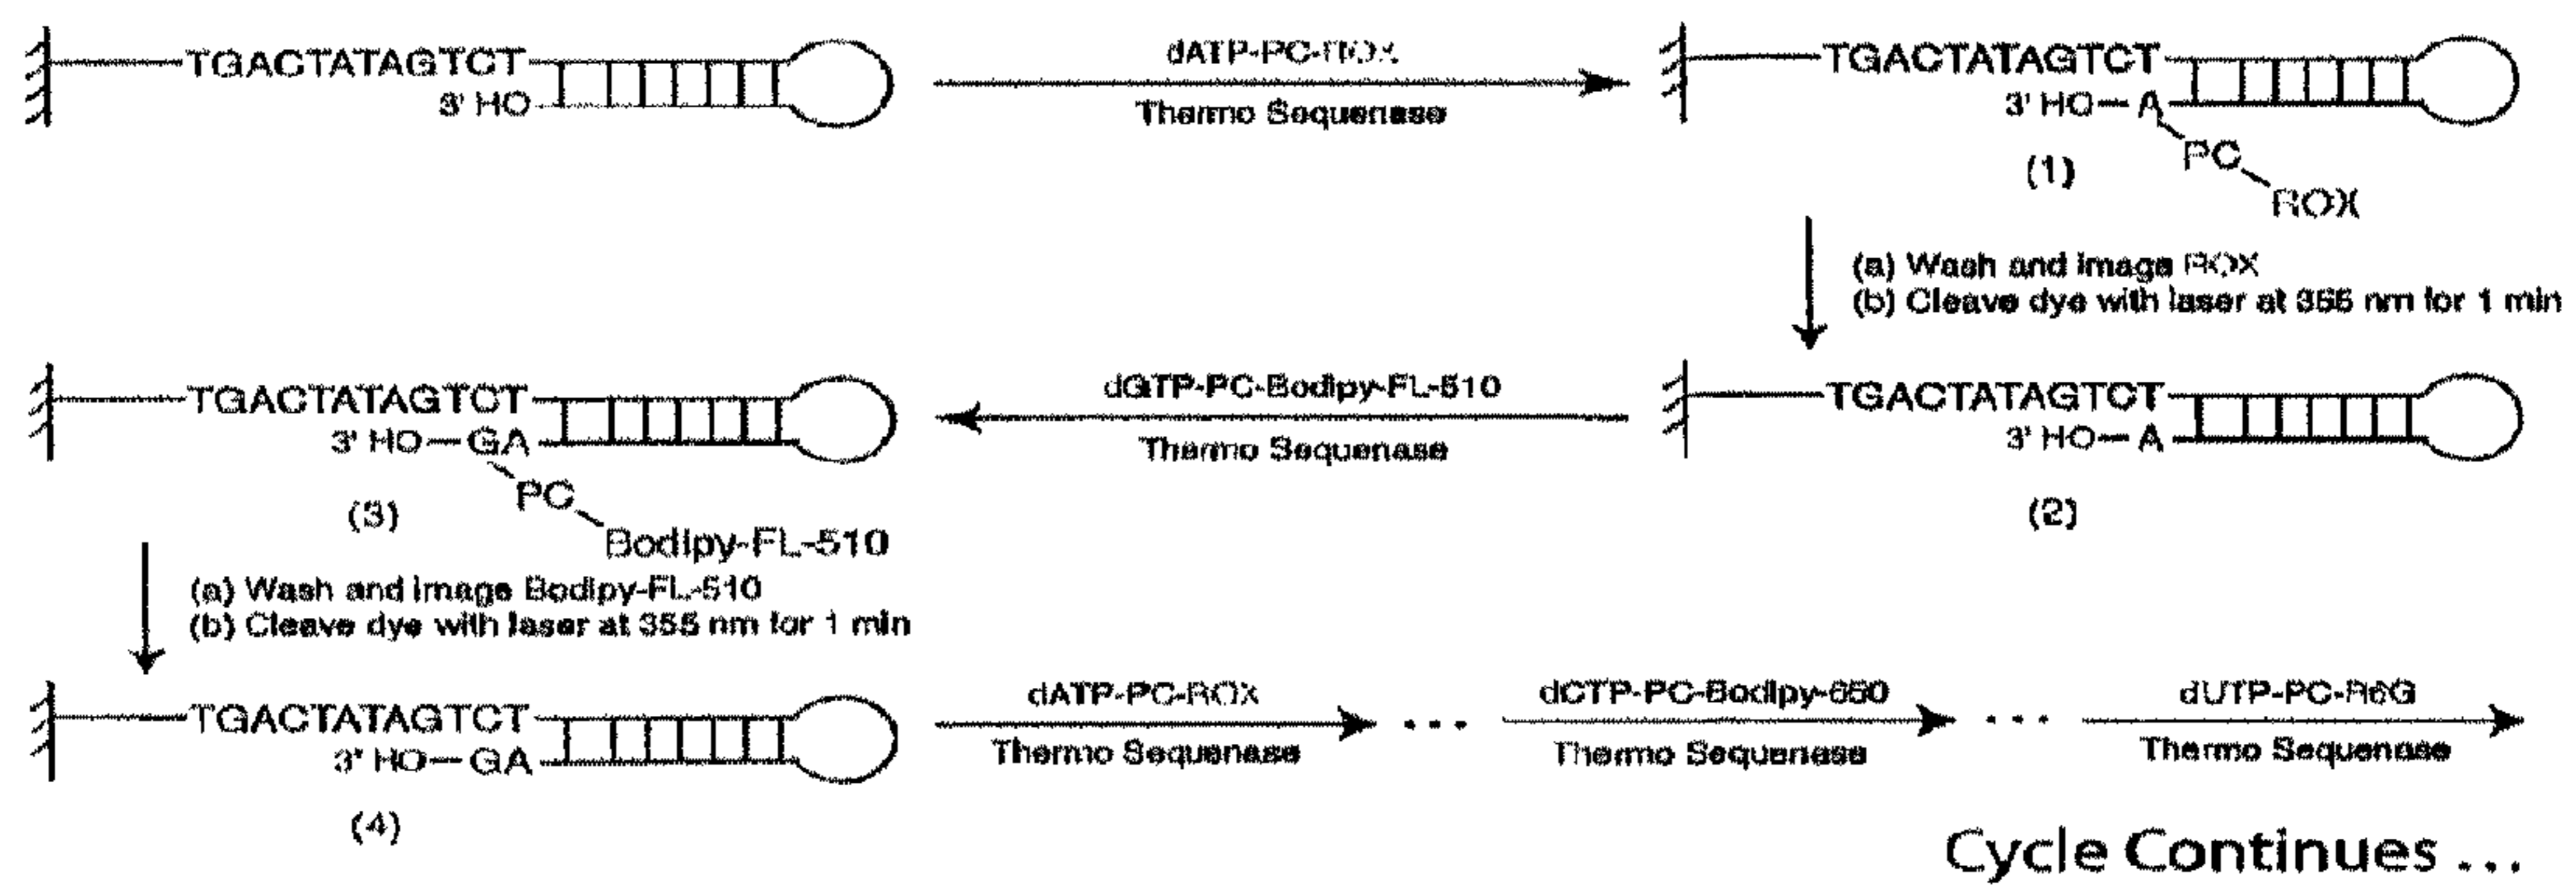 TGACTATAGTCT
3' HO
dATP-PC-ROX
Thermo Sequenase
TGACTATAGTCT
3' HO—A
PC
ROX
(1)
(a) Wash and image ROX
(b) Cleave dye with laser at 355 nm for 1 min
TGACTATAGTCT
3' HO—A
(2)
dGTP-PC-Bodipy-FL-510
Thermo Sequenase
TGACTATAGTCT
3' HO—GA
PC
Bodipy-FL-510
(3)
(a) Wash and image Bodipy-FL-510
(b) Cleave dye with laser at 355 nm for 1 min
TGACTATAGTCT
3' HO—GA
(4)
dATP-PC-ROX
Thermo Sequenase
...
dCTP-PC-Bodipy-650
Thermo Sequenase
...
dUTP-PC-R6G
Thermo Sequenase
Cycle Continues ...